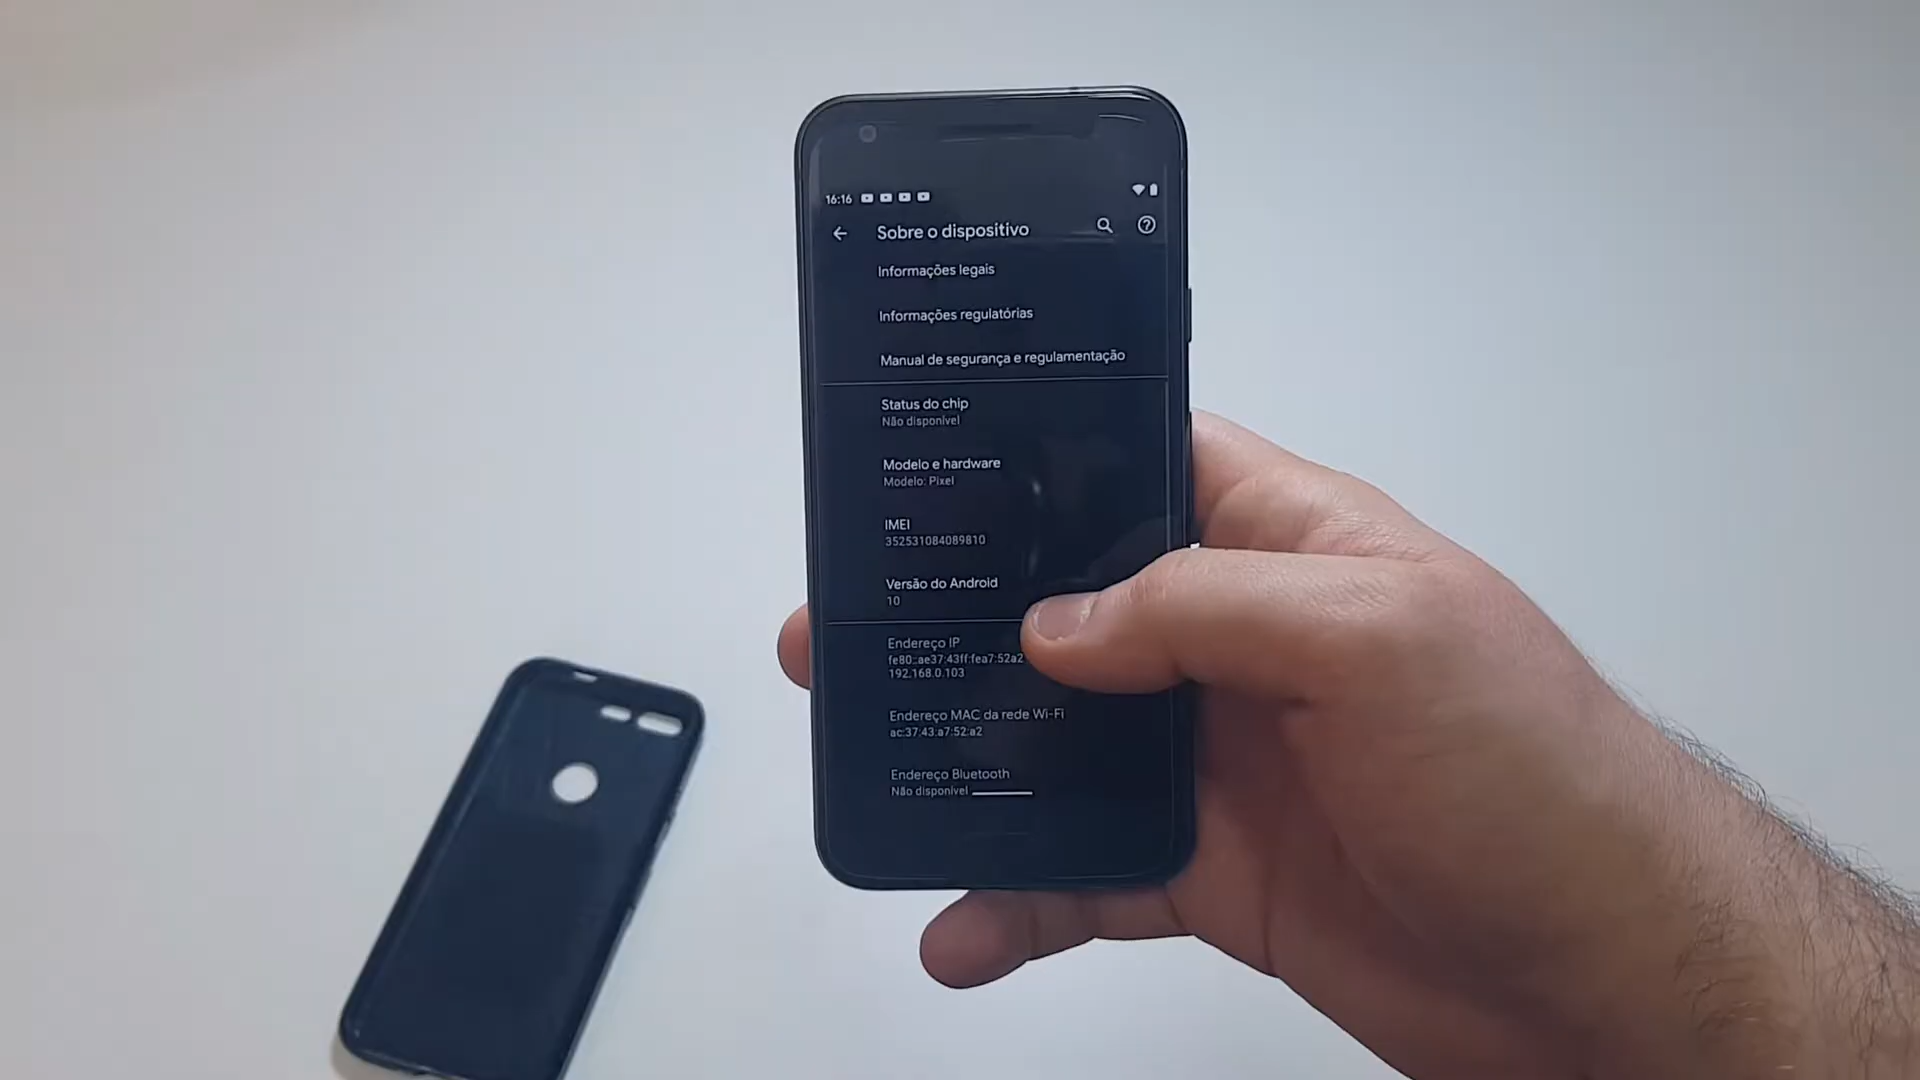 16:16
Sobre o dispositivo
Informações legais
Informações regulatórias
Manual de segurança e regulamentação
Status do chip
Não disponível
Modelo e hardware
Modelo: Pixel
IMEI
352531084089810
Versão do Android
10
Endereço IP
fe80::ae37:43ff:fea7:52a2
192.168.0.103
Endereço MAC da rede Wi-Fi
ac:37:43:a7:52:a2
Endereço Bluetooth
Não disponível